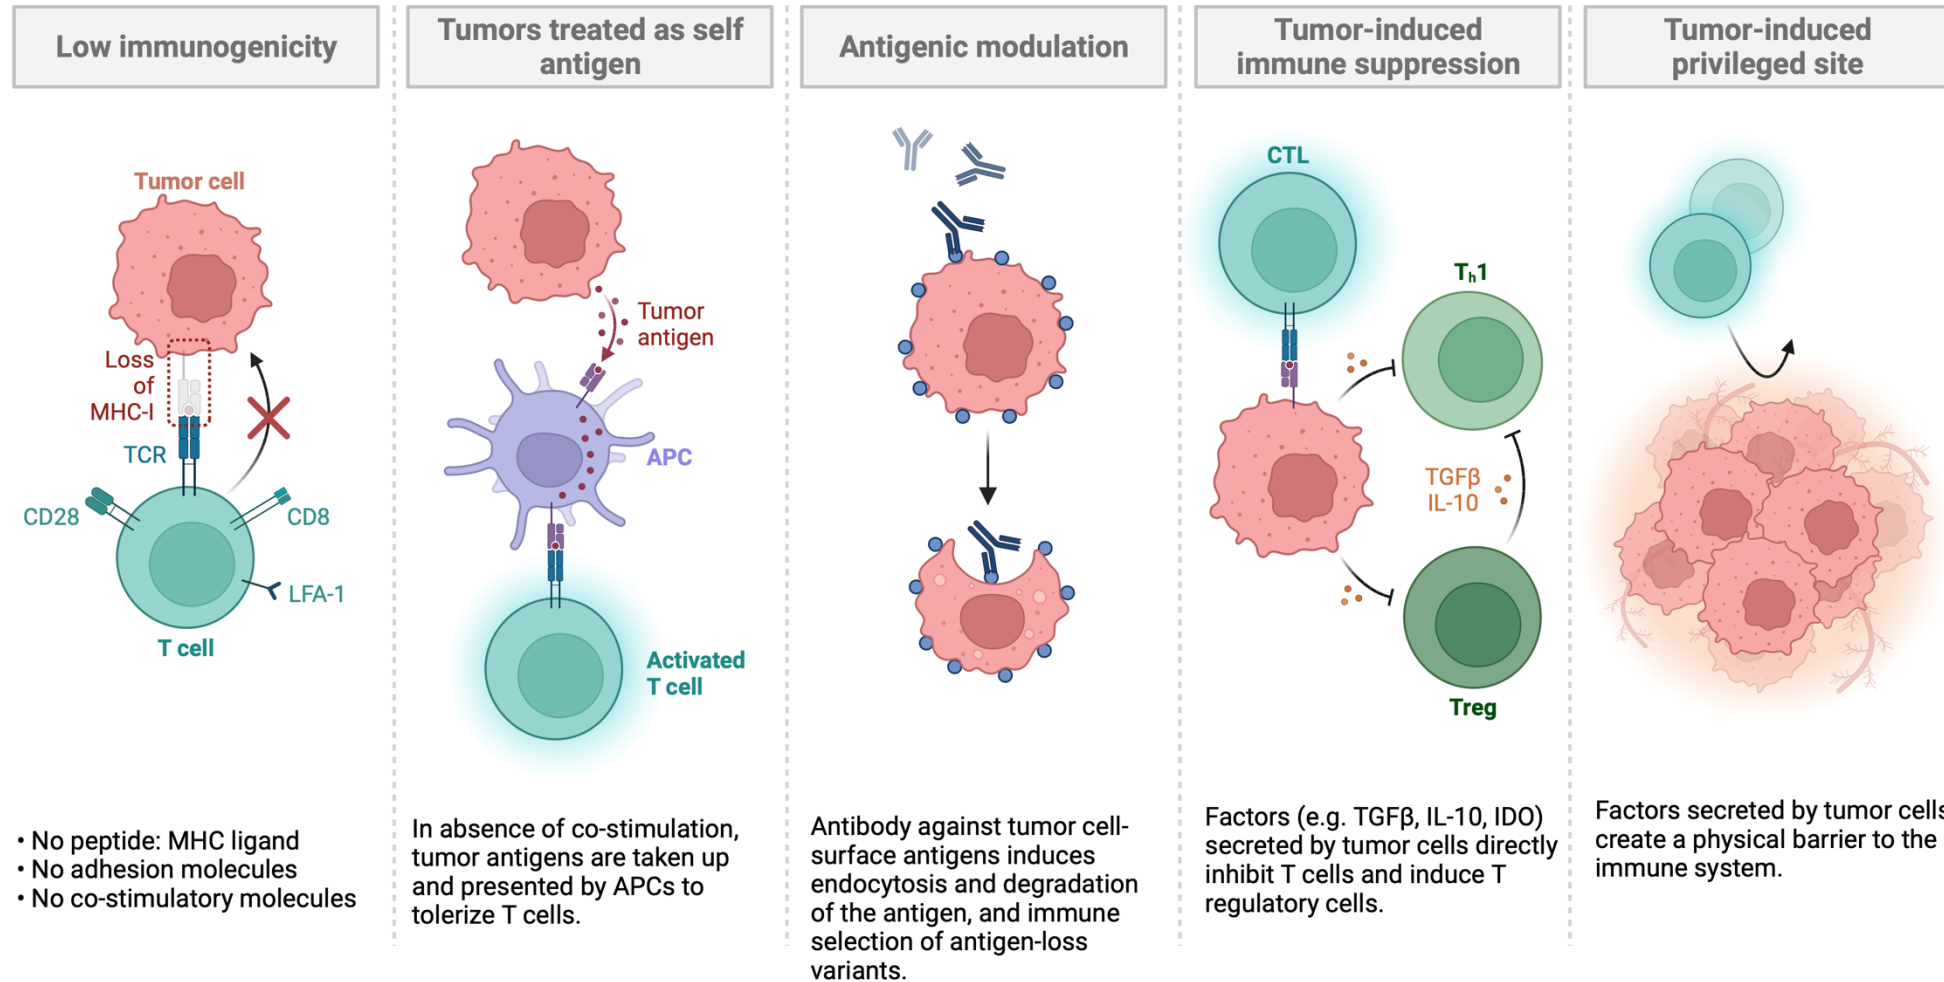 Low immunogenicity
Tumor cell
Loss
of
MHC-I
TCR
CD28
CD8
LFA-1
T cell
• No peptide: MHC ligand
• No adhesion molecules
• No co-stimulatory molecules
Tumors treated as self
antigen
Tumor
antigen
APC
Activated
T cell
In absence of co-stimulation,
tumor antigens are taken up
and presented by APCs to
tolerize T cells.
Antigenic modulation
Antibody against tumor cell-
surface antigens induces
endocytosis and degradation
of the antigen, and immune
selection of antigen-loss
variants.
Tumor-induced
immune suppression
CTL
Tₕ1
TGFβ
IL-10
Treg
Factors (e.g. TGFβ, IL-10, IDO)
secreted by tumor cells directly
inhibit T cells and induce T
regulatory cells.
Tumor-induced
privileged site
Factors secreted by tumor cells
create a physical barrier to the
immune system.